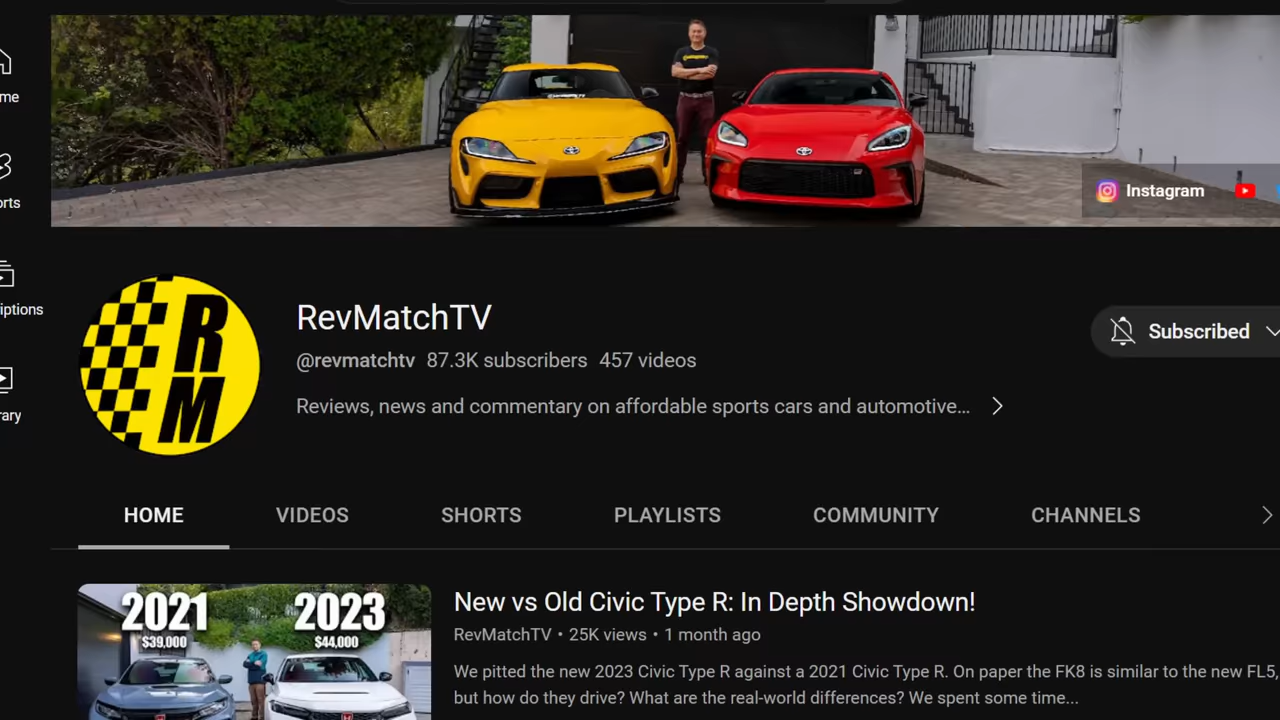 me
Instagram
orts
iptions
rary
RM
RevMatchTV
@revmatchtv 87.3K subscribers 457 videos
Reviews, news and commentary on affordable sports cars and automotive...
Subscribed
HOME VIDEOS SHORTS PLAYLISTS COMMUNITY CHANNELS
2021 2023
$39,000 $44,000
New vs Old Civic Type R: In Depth Showdown!
RevMatchTV • 25K views • 1 month ago
We pitted the new 2023 Civic Type R against a 2021 Civic Type R. On paper the FK8 is similar to the new FL5,
but how do they drive? What are the real-world differences? We spent some time...